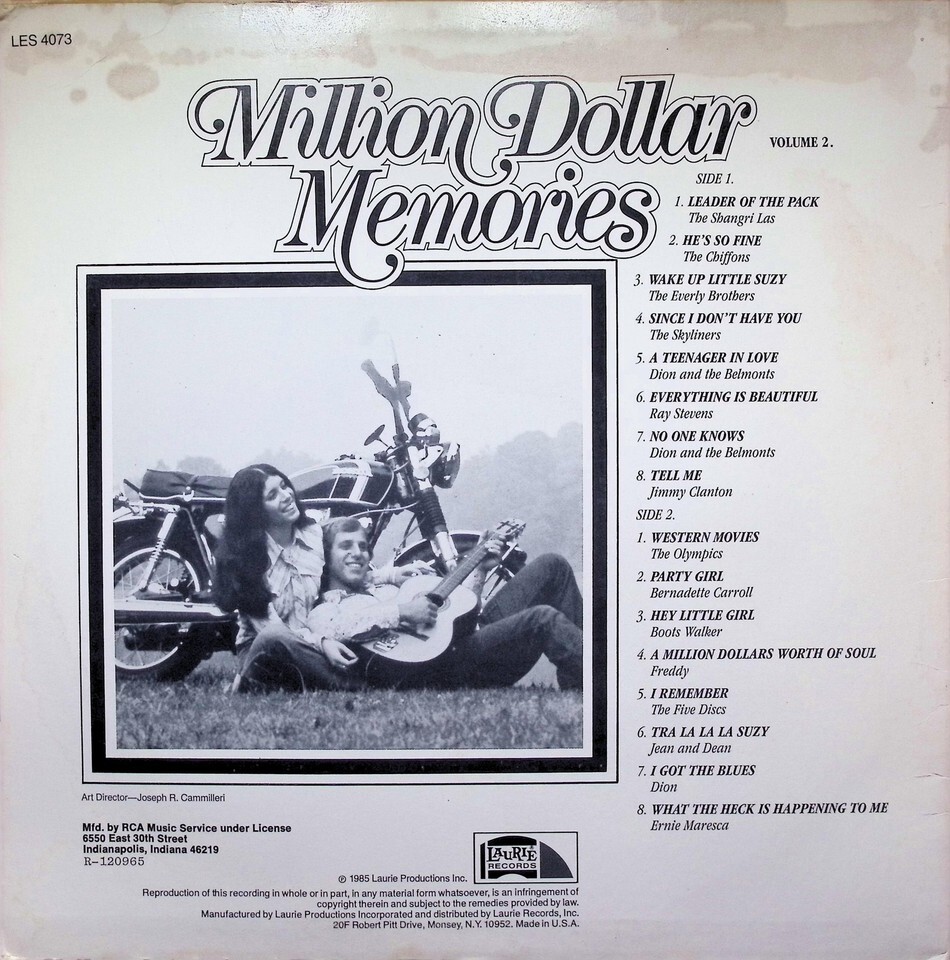 LES 4073
Million Dollar
Memories
VOLUME 2.
SIDE 1.
1. LEADER OF THE PACK
The Shangri Las
2. HE'S SO FINE
The Chiffons
3. WAKE UP LITTLE SUZY
The Everly Brothers
4. SINCE I DON'T HAVE YOU
The Skyliners
5. A TEENAGER IN LOVE
Dion and the Belmonts
6. EVERYTHING IS BEAUTIFUL
Ray Stevens
7. NO ONE KNOWS
Dion and the Belmonts
8. TELL ME
Jimmy Clanton
SIDE 2.
1. WESTERN MOVIES
The Olympics
2. PARTY GIRL
Bernadette Carroll
3. HEY LITTLE GIRL
Boots Walker
4. A MILLION DOLLARS WORTH OF SOUL
Freddy
5. I REMEMBER
The Five Discs
6. TRA LA LA LA SUZY
Jean and Dean
7. I GOT THE BLUES
Dion
8. WHAT THE HECK IS HAPPENING TO ME
Ernie Maresca
Art Director—Joseph R. Cammilleri
Mfd. by RCA Music Service under License
6550 East 30th Street
Indianapolis, Indiana 46219
R-120965
LAURIE
RECORDS
℗ 1985 Laurie Productions Inc.
Reproduction of this recording in whole or in part, in any material form whatsoever, is an infringement of
copyright therein and subject to the remedies provided by law.
Manufactured by Laurie Productions Incorporated and distributed by Laurie Records, Inc.
20F Robert Pitt Drive, Monsey, N.Y. 10952. Made in U.S.A.